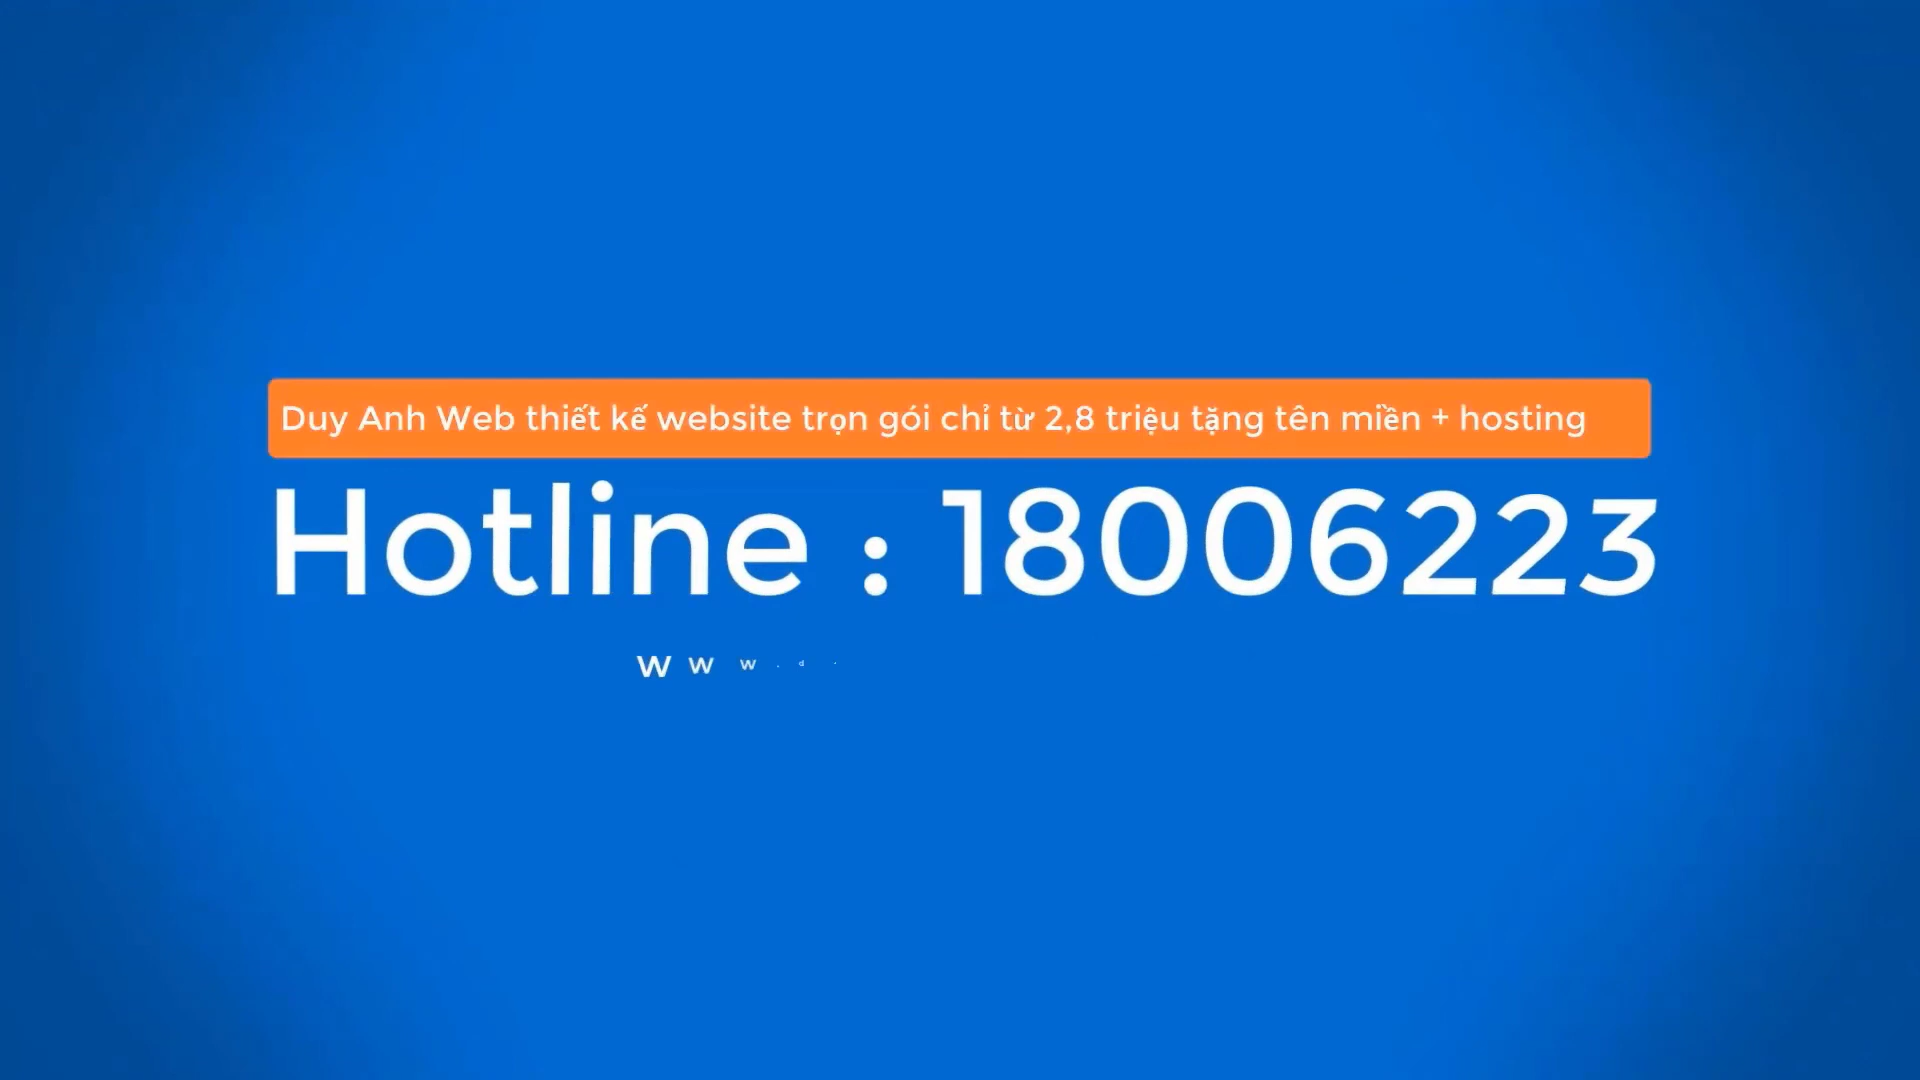 Duy Anh Web thiết kế website trọn gói chỉ từ 2,8 triệu tặng tên miền + hosting
Hotline : 18006223
www.d